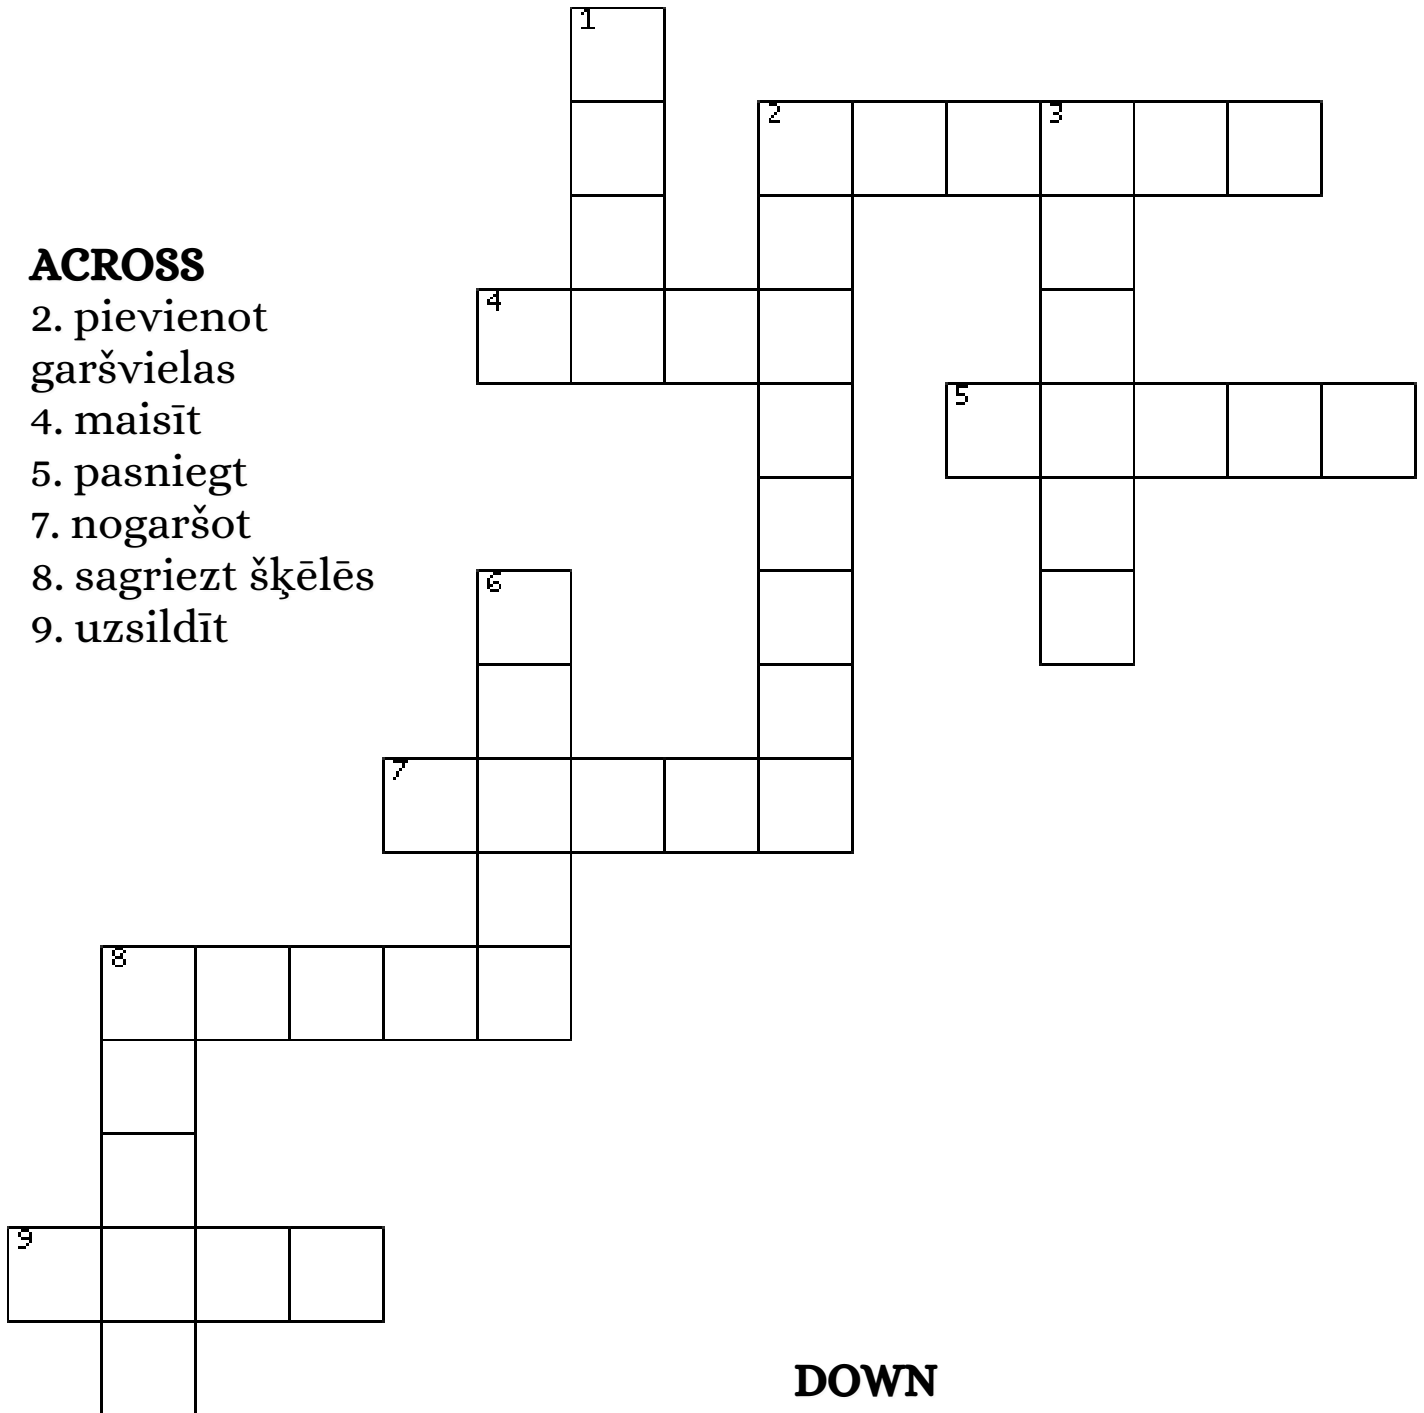 1
2 3
ACROSS
2. pievienot
garšvielas
4
4. maisīt
5
5. pasniegt
7. nogaršot
8. sagriezt šķēlēs
6
9. uzsildīt
7
8
9
DOWN